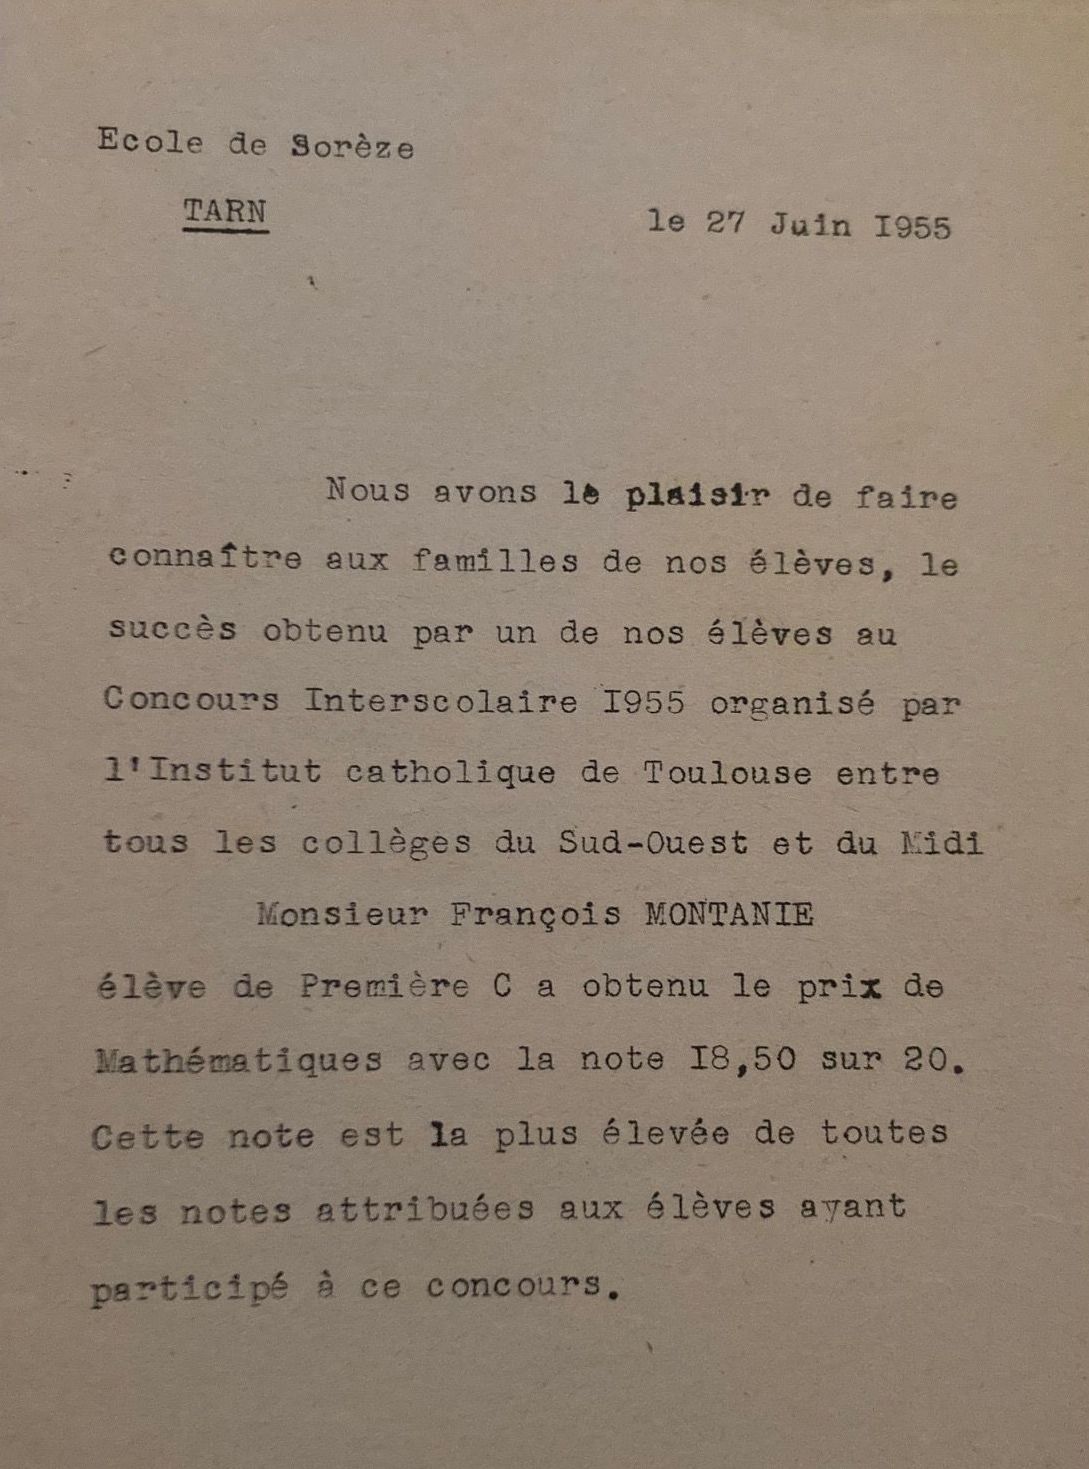 Ecole de Sorèze
TARN
le 27 Juin I955
Nous avons le plaisir de faire
connaître aux familles de nos élèves, le
succès obtenu par un de nos élèves au
Concours Interscolaire I955 organisé par
l'Institut catholique de Toulouse entre
tous les collèges du Sud-Ouest et du Midi
Monsieur François MONTANIE
élève de Première C a obtenu le prix de
Mathématiques avec la note I8,50 sur 20.
Cette note est la plus élevée de toutes
les notes attribuées aux élèves ayant
participé à ce concours.